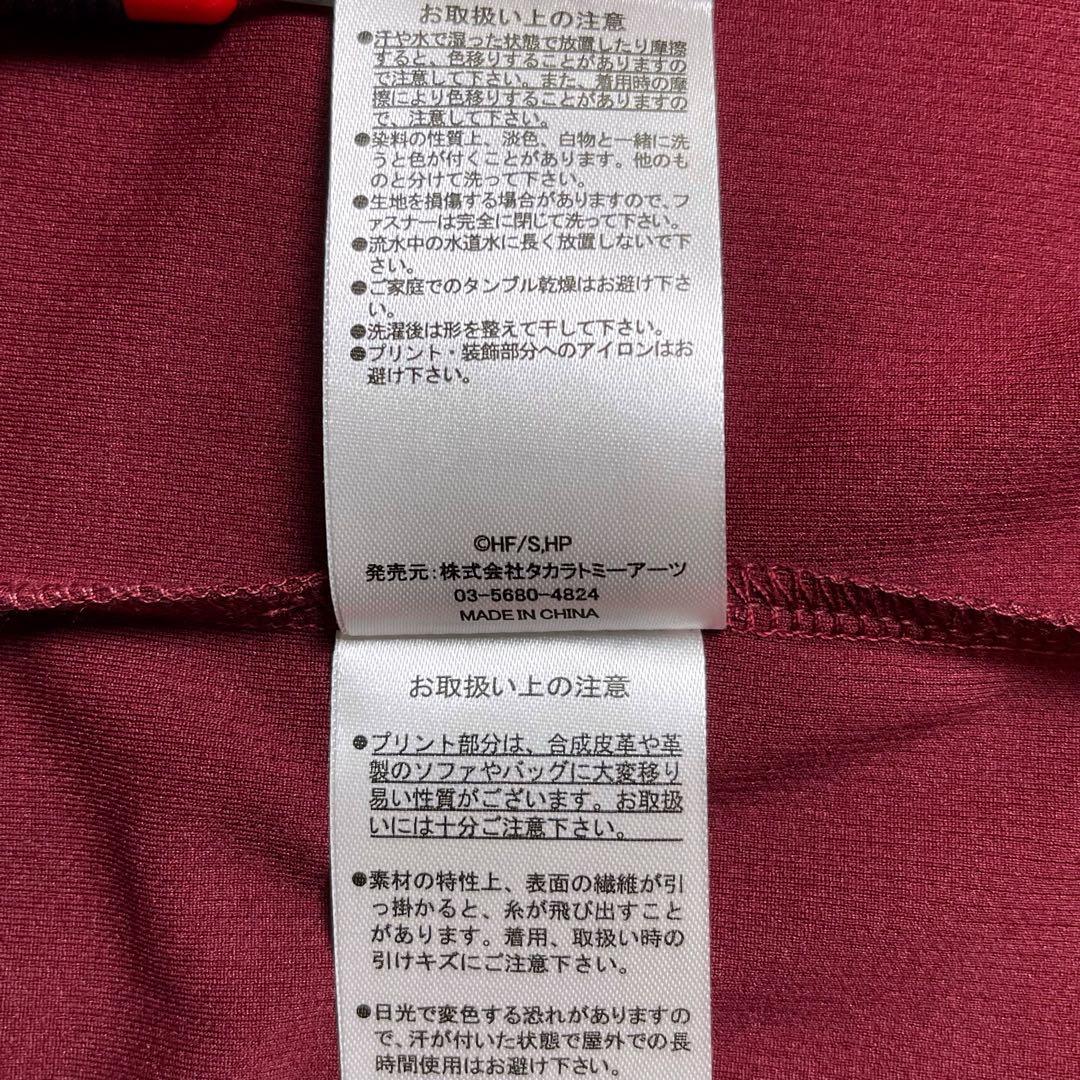 お取扱い上の注意
●汗や水で湿った状態で放置したり摩擦
すると、色移りすることがありますの
で注意して下さい。また、着用時の摩
擦により色移りすることがありますの
で、注意して下さい。
●染料の性質上、淡色、白物と一緒に洗
うと色が付くことがあります。他のも
のと分けて洗って下さい。
●生地を損傷する場合がありますので、フ
ァスナーは完全に閉じて洗って下さい。
●流水中の水道水に長く放置しないで下
さい。
●ご家庭でのタンブル乾燥はお避け下さ
い。
●洗濯後は形を整えて干して下さい。
●プリント・装飾部分へのアイロンはお
避け下さい。
©HF/S,HP
発売元:株式会社タカラトミーアーツ
03-5680-4824
MADE IN CHINA
お取扱い上の注意
●プリント部分は、合成皮革や革
製のソファやバッグに大変移り
易い性質がございます。お取扱
いには十分ご注意下さい。
●素材の特性上、表面の繊維が引
っ掛かると、糸が飛び出すこと
があります。着用、取扱い時の
引けキズにご注意下さい。
●日光で変色する恐れがありますの
で、汗が付いた状態で屋外での長
時間使用はお避け下さい。